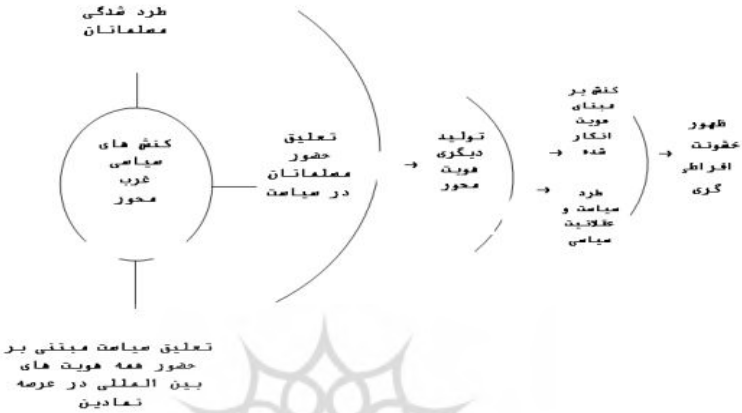 طرد شدگی
مسلمانان
کنش های
سیاسی
غرب
محور
تعلیق
حضور
مسلمانان
در سیاست
تعلیق سیاست مبتنی بر
حضور همه هویت های
بین المللی در عرصه
نمادین
تولید
دیگری
هویت
محور
کنش بر
مبنای
هویت
انکار
شده
طرد
سیاست و
عقلانیت
سیاسی
ظهور
خشونت
افراطی
گری